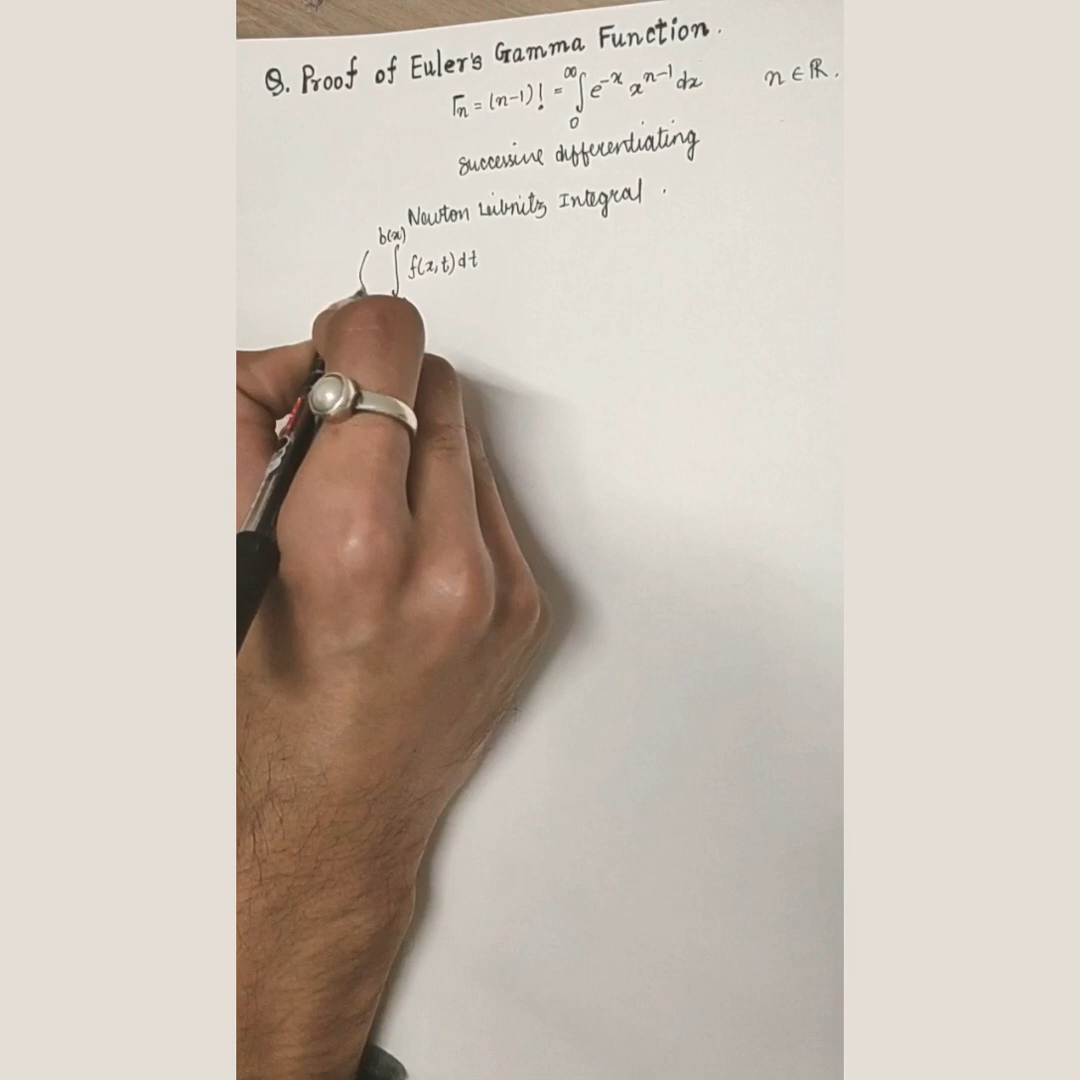 Q. Proof of Euler's Gamma Function.
Γn = (n-1)! = ∫₀^∞ e^-x x^n-1 dx n ∈ ℝ.
successive differentiating
Newton Leibnitz Integral.
( ∫^b(x) f(x,t)dt